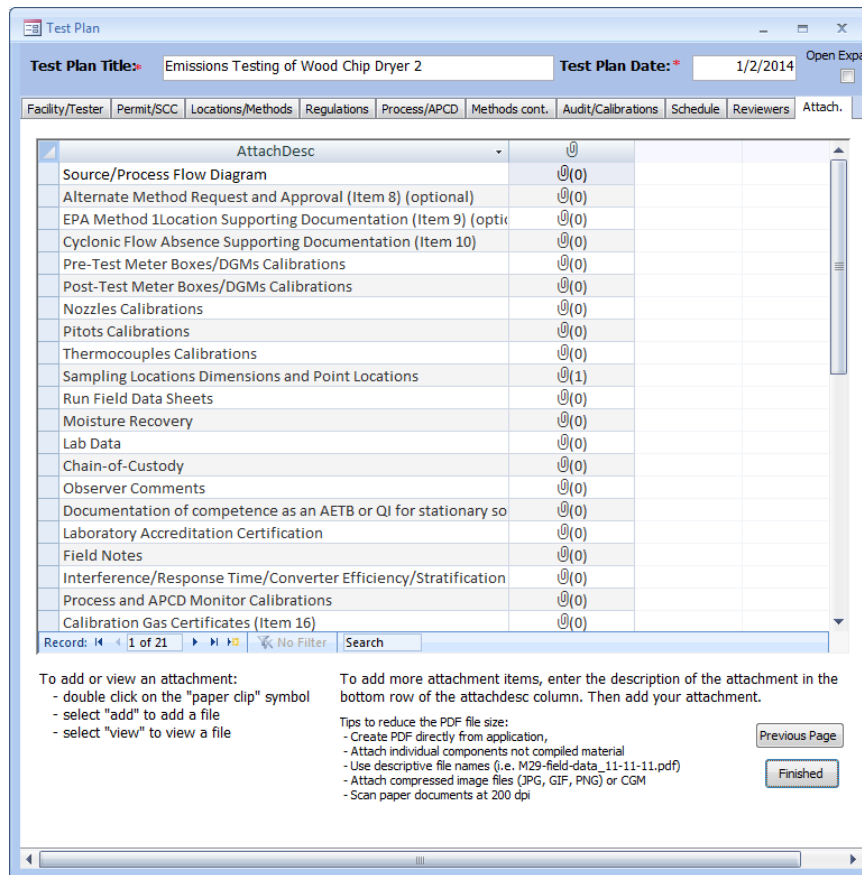 Test Plan
Test Plan Title:* Emissions Testing of Wood Chip Dryer 2 Test Plan Date:* 1/2/2014 Open Expa
Facility/Tester Permit/SCC Locations/Methods Regulations Process/APCD Methods cont. Audit/Calibrations Schedule Reviewers Attach.
AttachDesc
Source/Process Flow Diagram (0)
Alternate Method Request and Approval (Item 8) (optional) (0)
EPA Method 1Location Supporting Documentation (Item 9) (optic (0)
Cyclonic Flow Absence Supporting Documentation (Item 10) (0)
Pre-Test Meter Boxes/DGMs Calibrations (0)
Post-Test Meter Boxes/DGMs Calibrations (0)
Nozzles Calibrations (0)
Pitots Calibrations (0)
Thermocouples Calibrations (0)
Sampling Locations Dimensions and Point Locations (1)
Run Field Data Sheets (0)
Moisture Recovery (0)
Lab Data (0)
Chain-of-Custody (0)
Observer Comments (0)
Documentation of competence as an AETB or QI for stationary so (0)
Laboratory Accreditation Certification (0)
Field Notes (0)
Interference/Response Time/Converter Efficiency/Stratification (0)
Process and APCD Monitor Calibrations (0)
Calibration Gas Certificates (Item 16) (0)
Record: 1 of 21 No Filter Search
To add or view an attachment:
- double click on the "paper clip" symbol
- select "add" to add a file
- select "view" to view a file
To add more attachment items, enter the description of the attachment in the
bottom row of the attachdesc column. Then add your attachment.
Tips to reduce the PDF file size:
- Create PDF directly from application,
- Attach individual components not compiled material
- Use descriptive file names (i.e. M29-field-data_11-11-11.pdf)
- Attach compressed image files (JPG, GIF, PNG) or CGM
- Scan paper documents at 200 dpi
Previous Page
Finished